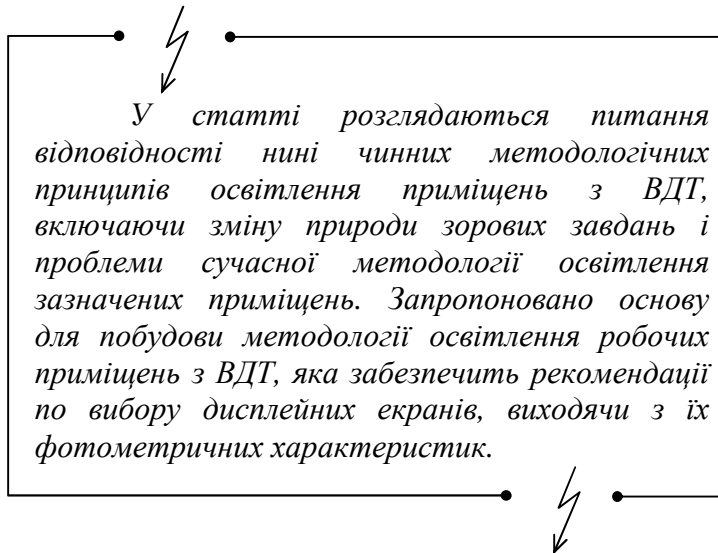 У статті розглядаються питання
відповідності нині чинних методологічних
принципів освітлення приміщень з ВДТ,
включаючи зміну природи зорових завдань і
проблеми сучасної методології освітлення
зазначених приміщень. Запропоновано основу
для побудови методології освітлення робочих
приміщень з ВДТ, яка забезпечить рекомендації
по вибору дисплейних екранів, виходячи з їх
фотометричних характеристик.